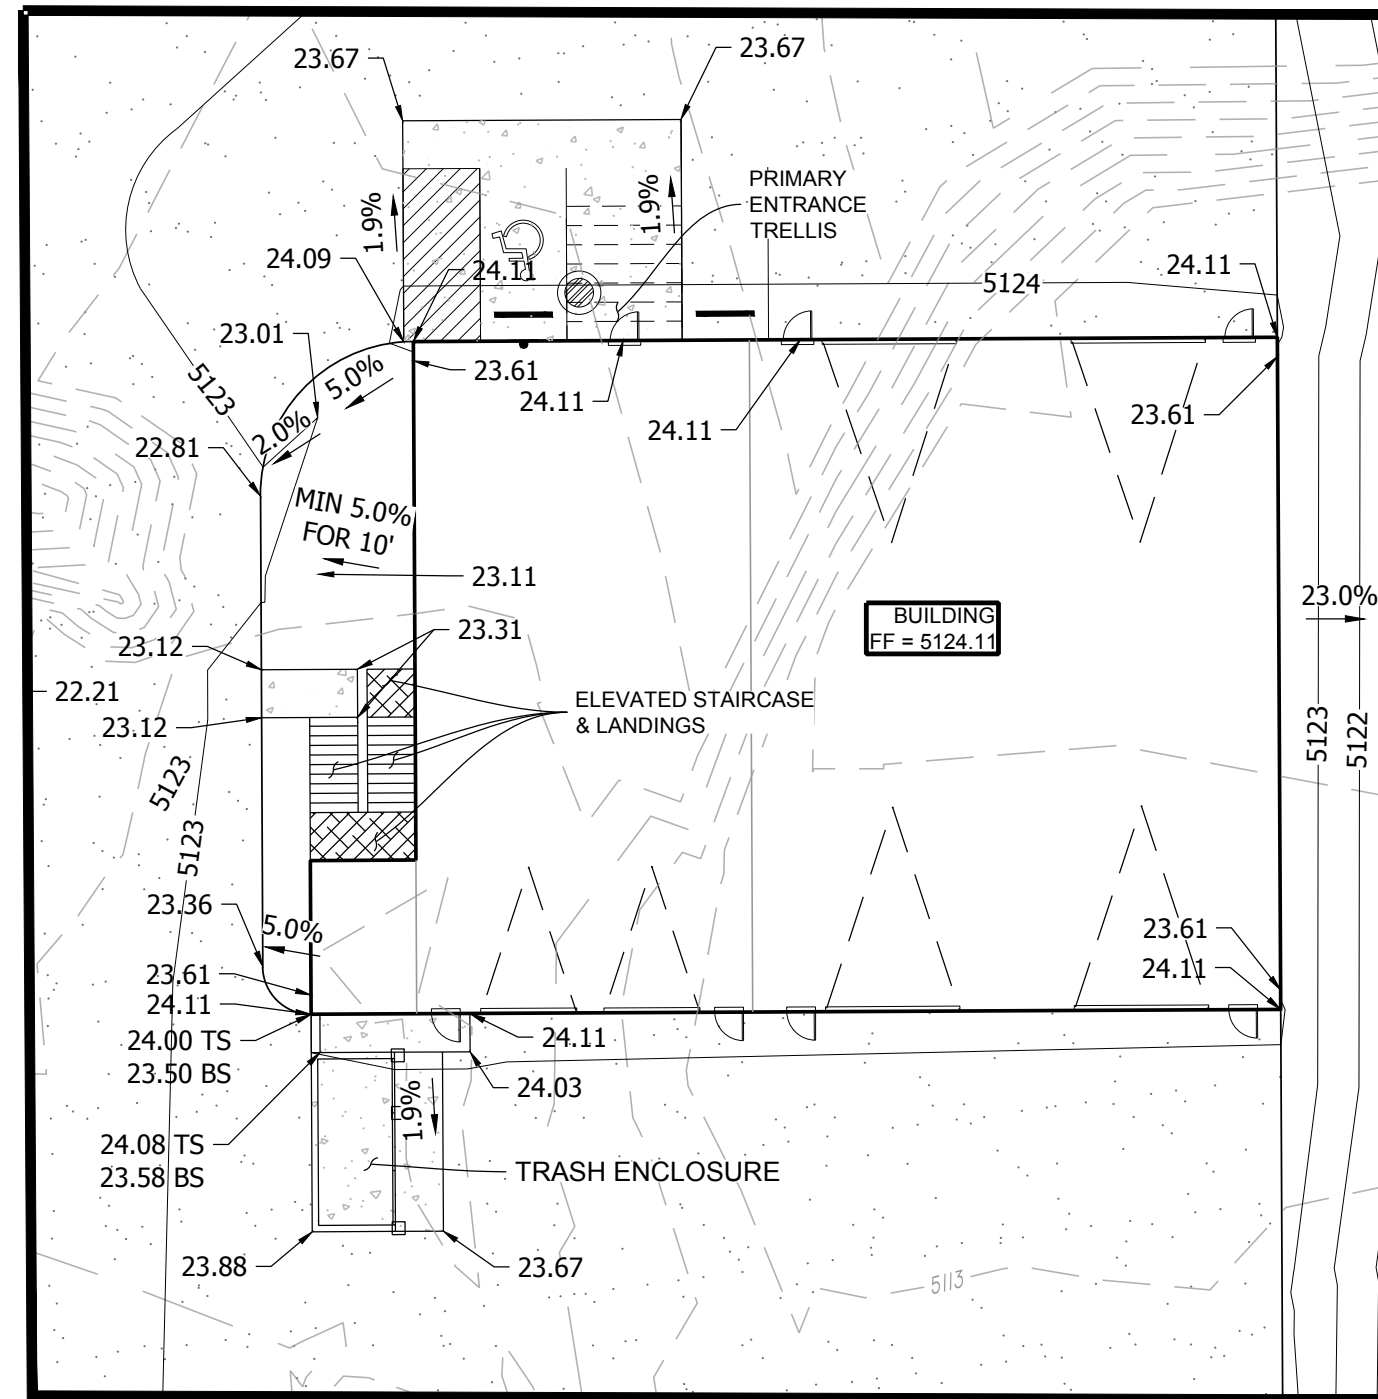 23.67
23.67
PRIMARY
ENTRANCE
TRELLIS
1.9%
1.9%
24.09
24.11
5124
24.11
23.01
5.0%
23.61
24.11
5123
2.0%
24.11
23.61
22.81
MIN 5.0%
FOR 10'
23.11
23.0%
BUILDING
FF = 5124.11
23.31
23.12
22.21
ELEVATED STAIRCASE
& LANDINGS
23.12
5123
5122
5123
5123
23.36
5.0%
23.61
24.11
23.61
24.11
24.00 TS
23.50 BS
24.11
24.03
1.9%
24.08 TS
23.58 BS
TRASH ENCLOSURE
23.88
23.67
5113